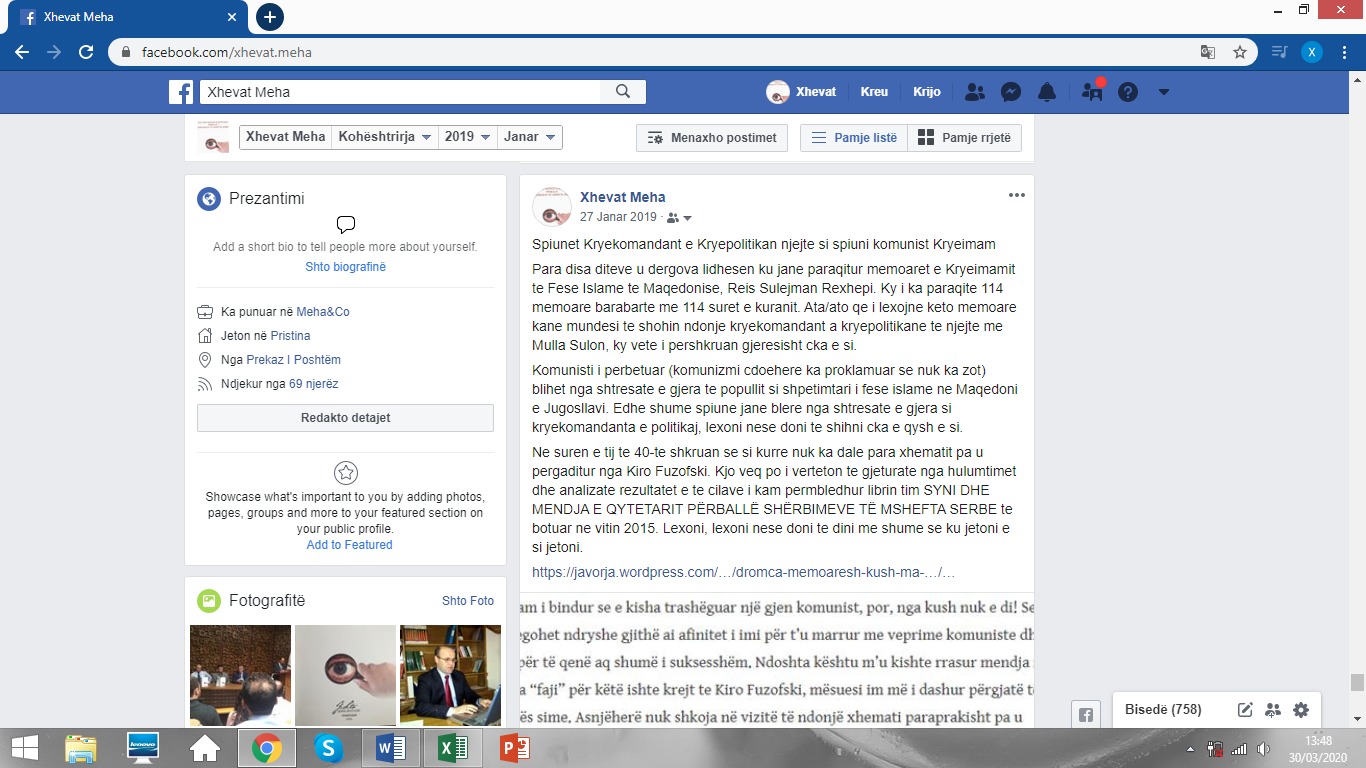 Xhevat Meha
facebook.com/xhevat.meha
X
Xhevat Meha
Xhevat
Kreu
Krijo
Xhevat Meha
Kohështrirja
2019
Janar
Menaxho postimet
Pamje listë
Pamje rrjetë
Prezantimi
Add a short bio to tell people more about yourself.
Shto biografinë
Ka punuar në Meha&Co
Jeton në Pristina
Nga Prekaz I Poshtëm
Ndjekur nga 69 njerëz
Redakto detajet
Showcase what's important to you by adding photos,
pages, groups and more to your featured section on
your public profile.
Add to Featured
Fotografitë
Shto Foto
Xhevat Meha
27 Janar 2019 ·
Spiunet Kryekomandant e Kryepolitikan njejte si spiuni komunist Kryeimam
Para disa diteve u dergova lidhesen ku jane paraqitur memoaret e Kryeimamit
te Fese Islame te Maqedonise, Reis Sulejman Rexhepi. Ky i ka paraqite 114
memoare barabarte me 114 suret e kuranit. Ata/ato qe i lexojne keto memoare
kane mundesi te shohin ndonje kryekomandant a kryepolitikane te njejte me
Mulla Sulon, ky vete i pershkruan gjeresisht cka e si.
Komunisti i perbetuar (komunizmi cdoehere ka proklamuar se nuk ka zot)
blihet nga shtresate e gjera te popullit si shpetimtari i fese islame ne Maqedoni
e Jugosllavi. Edhe shume spiune jane blere nga shtresate e gjera si
kryekomandanta e politikaj, lexoni nese doni te shihni cka e qysh e si.
Ne suren e tij te 40-te shkruan se si kurre nuk ka dale para xhematit pa u
pergaditur nga Kiro Fuzofski. Kjo veq po i verteton te gjeturate nga hulumtimet
dhe analizate rezultatet e te cilave i kam permbledhur librin tim SYNI DHE
MENDJA E QYTETARIT PËRBALLË SHËRBIMEVE TË MSHEFTA SERBE te
botuar ne vitin 2015. Lexoni, lexoni nese doni te dini me shume se ku jetoni e
si jetoni.
https://javorja.wordpress.com/…/dromca-memoaresh-kush-ma-…/…
am i bindur se e kisha trashëguar një gjen komunist, por, nga kush nuk e di! Se
egohet ndryshe gjithë ai afinitet i imi për t’u marrur me veprime komuniste dh
për të qenë aq shumë i suksesshëm. Ndoshta kështu m’u kishte rrasur mendja
a “faji” për këtë ishte krejt te Kiro Fuzofski, mësuesi im më i dashur përgjatë t
ës sime. Asnjëherë nuk shkoja në vizitë të ndonjë xhemati paraprakisht pa u
Bisedë (758)
13:48
30/03/2020